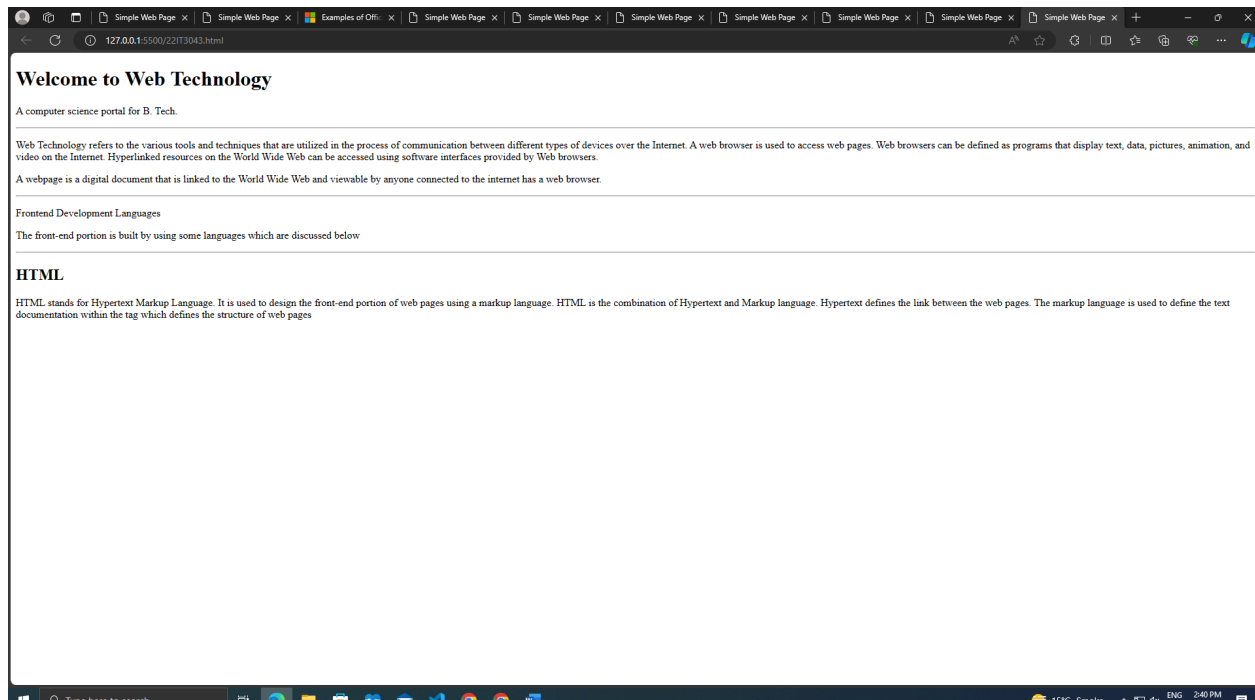 Simple Web Page Simple Web Page Examples of Offic Simple Web Page Simple Web Page Simple Web Page Simple Web Page Simple Web Page Simple Web Page Simple Web Page
127.0.0.1:5500/22IT3043.html
Welcome to Web Technology
A computer science portal for B. Tech.
Web Technology refers to the various tools and techniques that are utilized in the process of communication between different types of devices over the Internet. A web browser is used to access web pages. Web browsers can be defined as programs that display text, data, pictures, animation, and
video on the Internet. Hyperlinked resources on the World Wide Web can be accessed using software interfaces provided by Web browsers.
A webpage is a digital document that is linked to the World Wide Web and viewable by anyone connected to the internet has a web browser.
Frontend Development Languages
The front-end portion is built by using some languages which are discussed below
HTML
HTML stands for Hypertext Markup Language. It is used to design the front-end portion of web pages using a markup language. HTML is the combination of Hypertext and Markup language. Hypertext defines the link between the web pages. The markup language is used to define the text
documentation within the tag which defines the structure of web pages
Type here to search 15°C Smoke ENG 2:40 PM